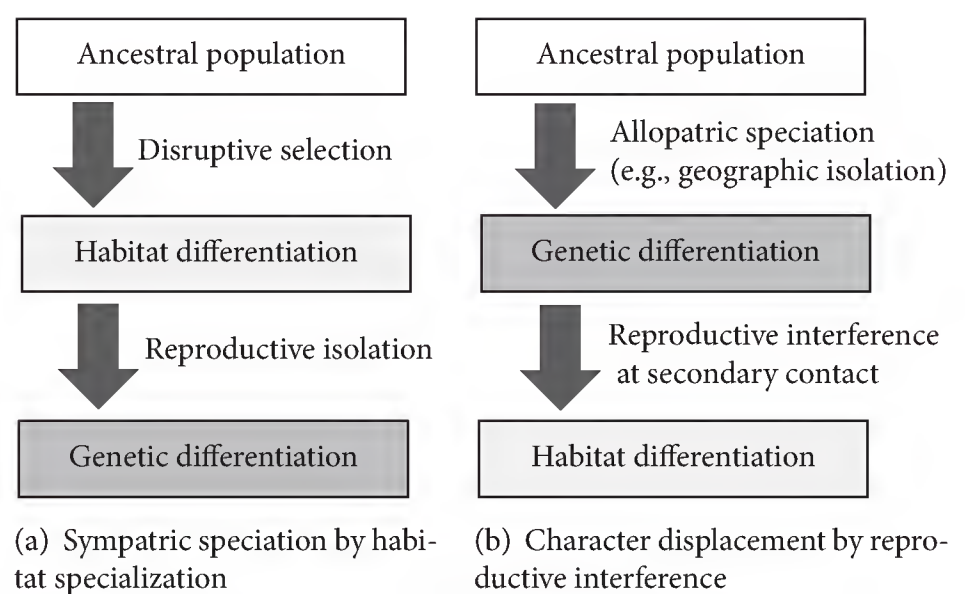 Ancestral population
Disruptive selection
Habitat differentiation
Reproductive isolation
Genetic differentiation
(a) Sympatric speciation by habi-
tat specialization
Ancestral population
Allopatric speciation
(e.g., geographic isolation)
Genetic differentiation
Reproductive interference
at secondary contact
Habitat differentiation
(b) Character displacement by repro-
ductive interference